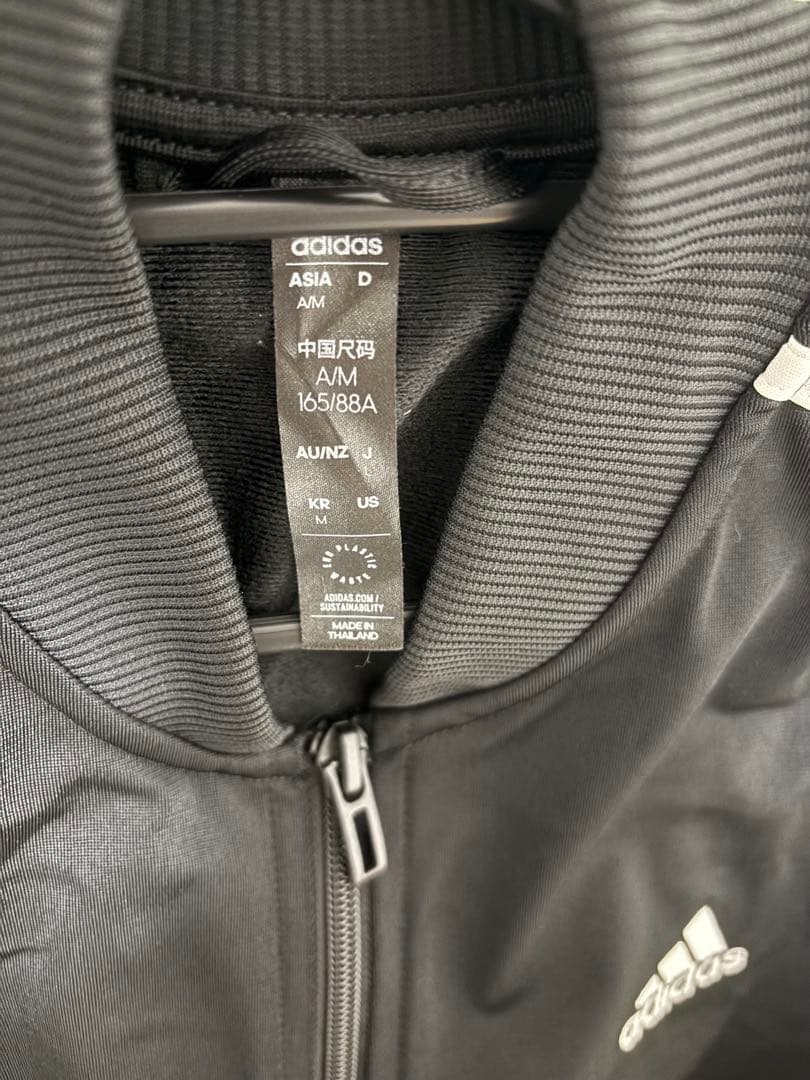 adidas
ASIA D
A/M
中国尺码
A/M
165/88A
AU/NZ J
L
KR US
M
END PLASTIC WASTE
ADIDAS.COM/
SUSTAINABILITY
MADE IN
THAILAND
adidas